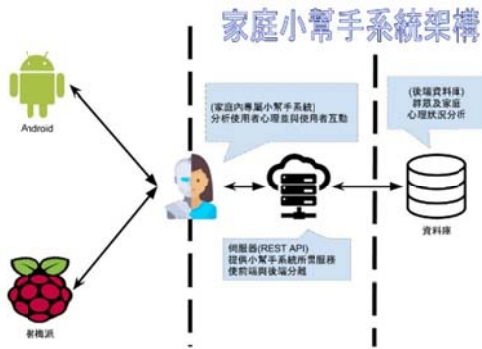 家庭小幫手系統架構
Android
(家庭內專屬小幫手系統)
分析使用者心理並與使用者互動
(後端資料庫)
群眾及家庭
心理狀況分析
資料庫
伺服器(REST API)
提供小幫手系統所需服務
使前端與後端分離
樹梅派